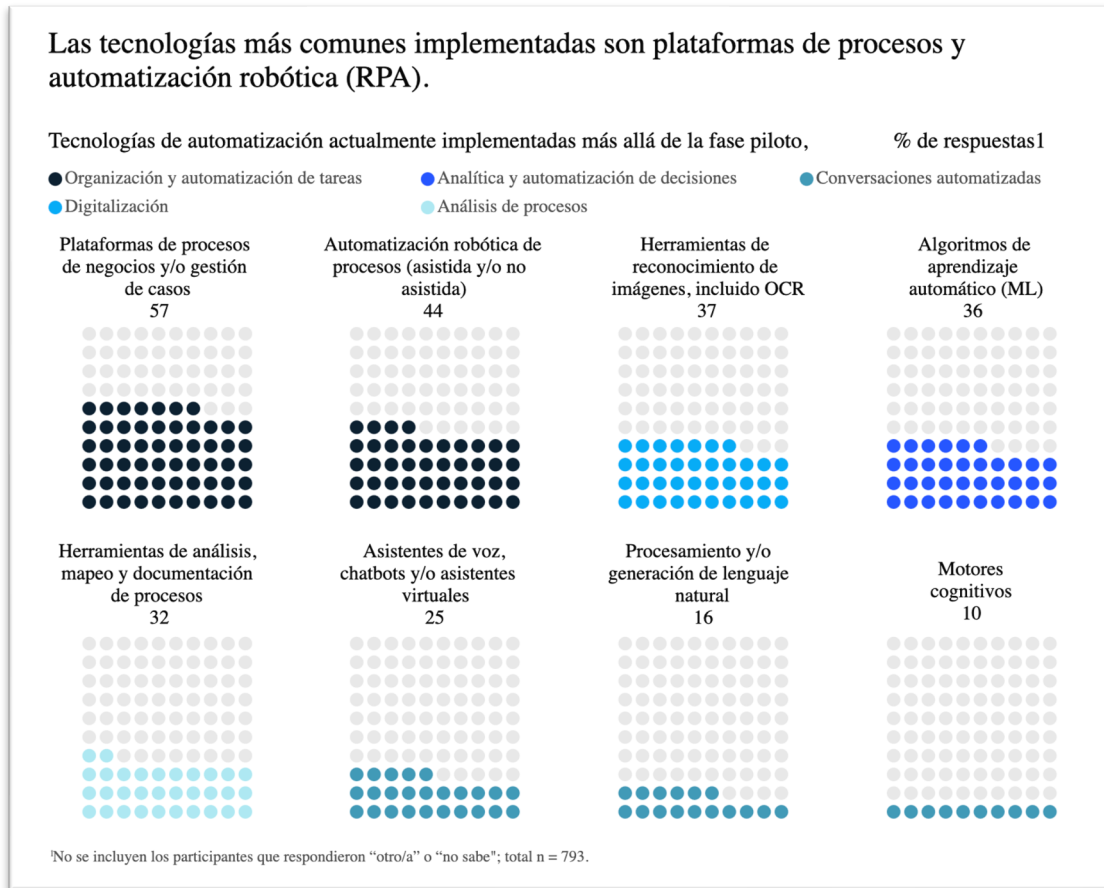 Las tecnologías más comunes implementadas son plataformas de procesos y
automatización robótica (RPA).
Tecnologías de automatización actualmente implementadas más allá de la fase piloto, % de respuestas1
Organización y automatización de tareas
Analítica y automatización de decisiones
Conversaciones automatizadas
Digitalización
Análisis de procesos
Plataformas de procesos
de negocios y/o gestión
de casos
57
Automatización robótica de
procesos (asistida y/o no
asistida)
44
Herramientas de
reconocimiento de
imágenes, incluido OCR
37
Algoritmos de
aprendizaje
automático (ML)
36
Herramientas de análisis,
mapeo y documentación
de procesos
32
Asistentes de voz,
chatbots y/o asistentes
virtuales
25
Procesamiento y/o
generación de lenguaje
natural
16
Motores
cognitivos
10
¹No se incluyen los participantes que respondieron “otro/a” o “no sabe"; total n = 793.